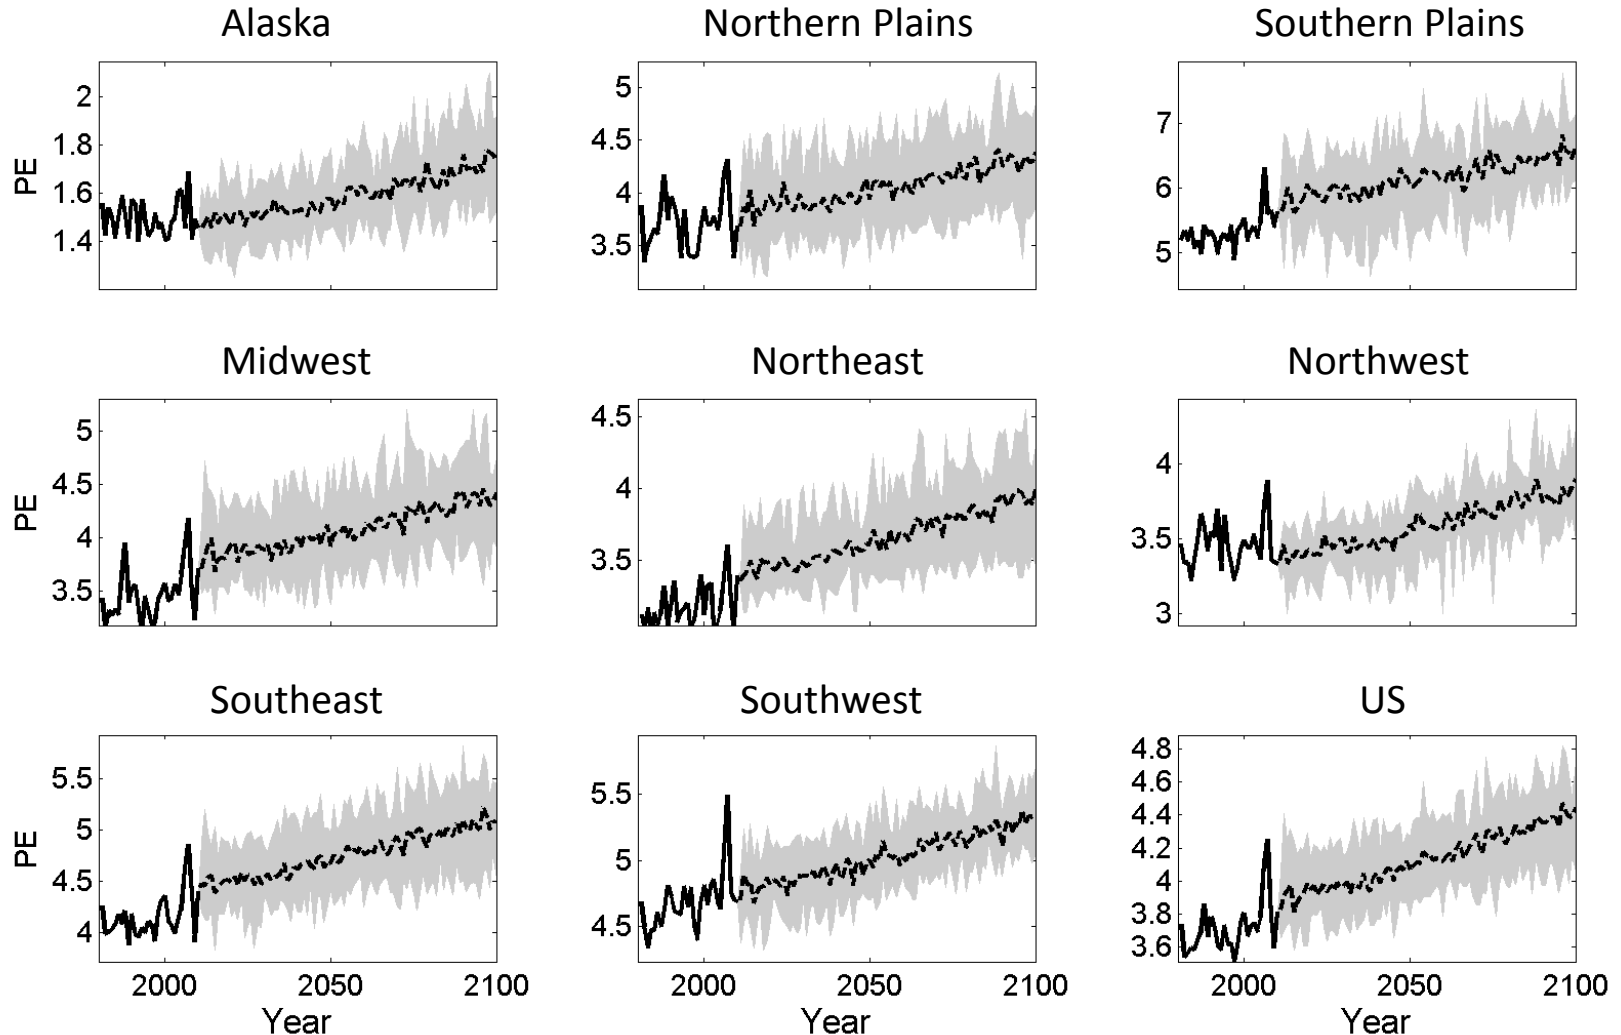 Alaska
Northern Plains
Southern Plains
PE
2
1.8
1.6
1.4
5
4.5
4
3.5
7
6
5
Midwest
Northeast
Northwest
PE
5
4.5
4
3.5
4.5
4
3.5
4
3.5
3
Southeast
Southwest
US
PE
5.5
5
4.5
4
5.5
5
4.5
4.8
4.6
4.4
4.2
4
3.8
3.6
2000 2050 2100
2000 2050 2100
2000 2050 2100
Year
Year
Year